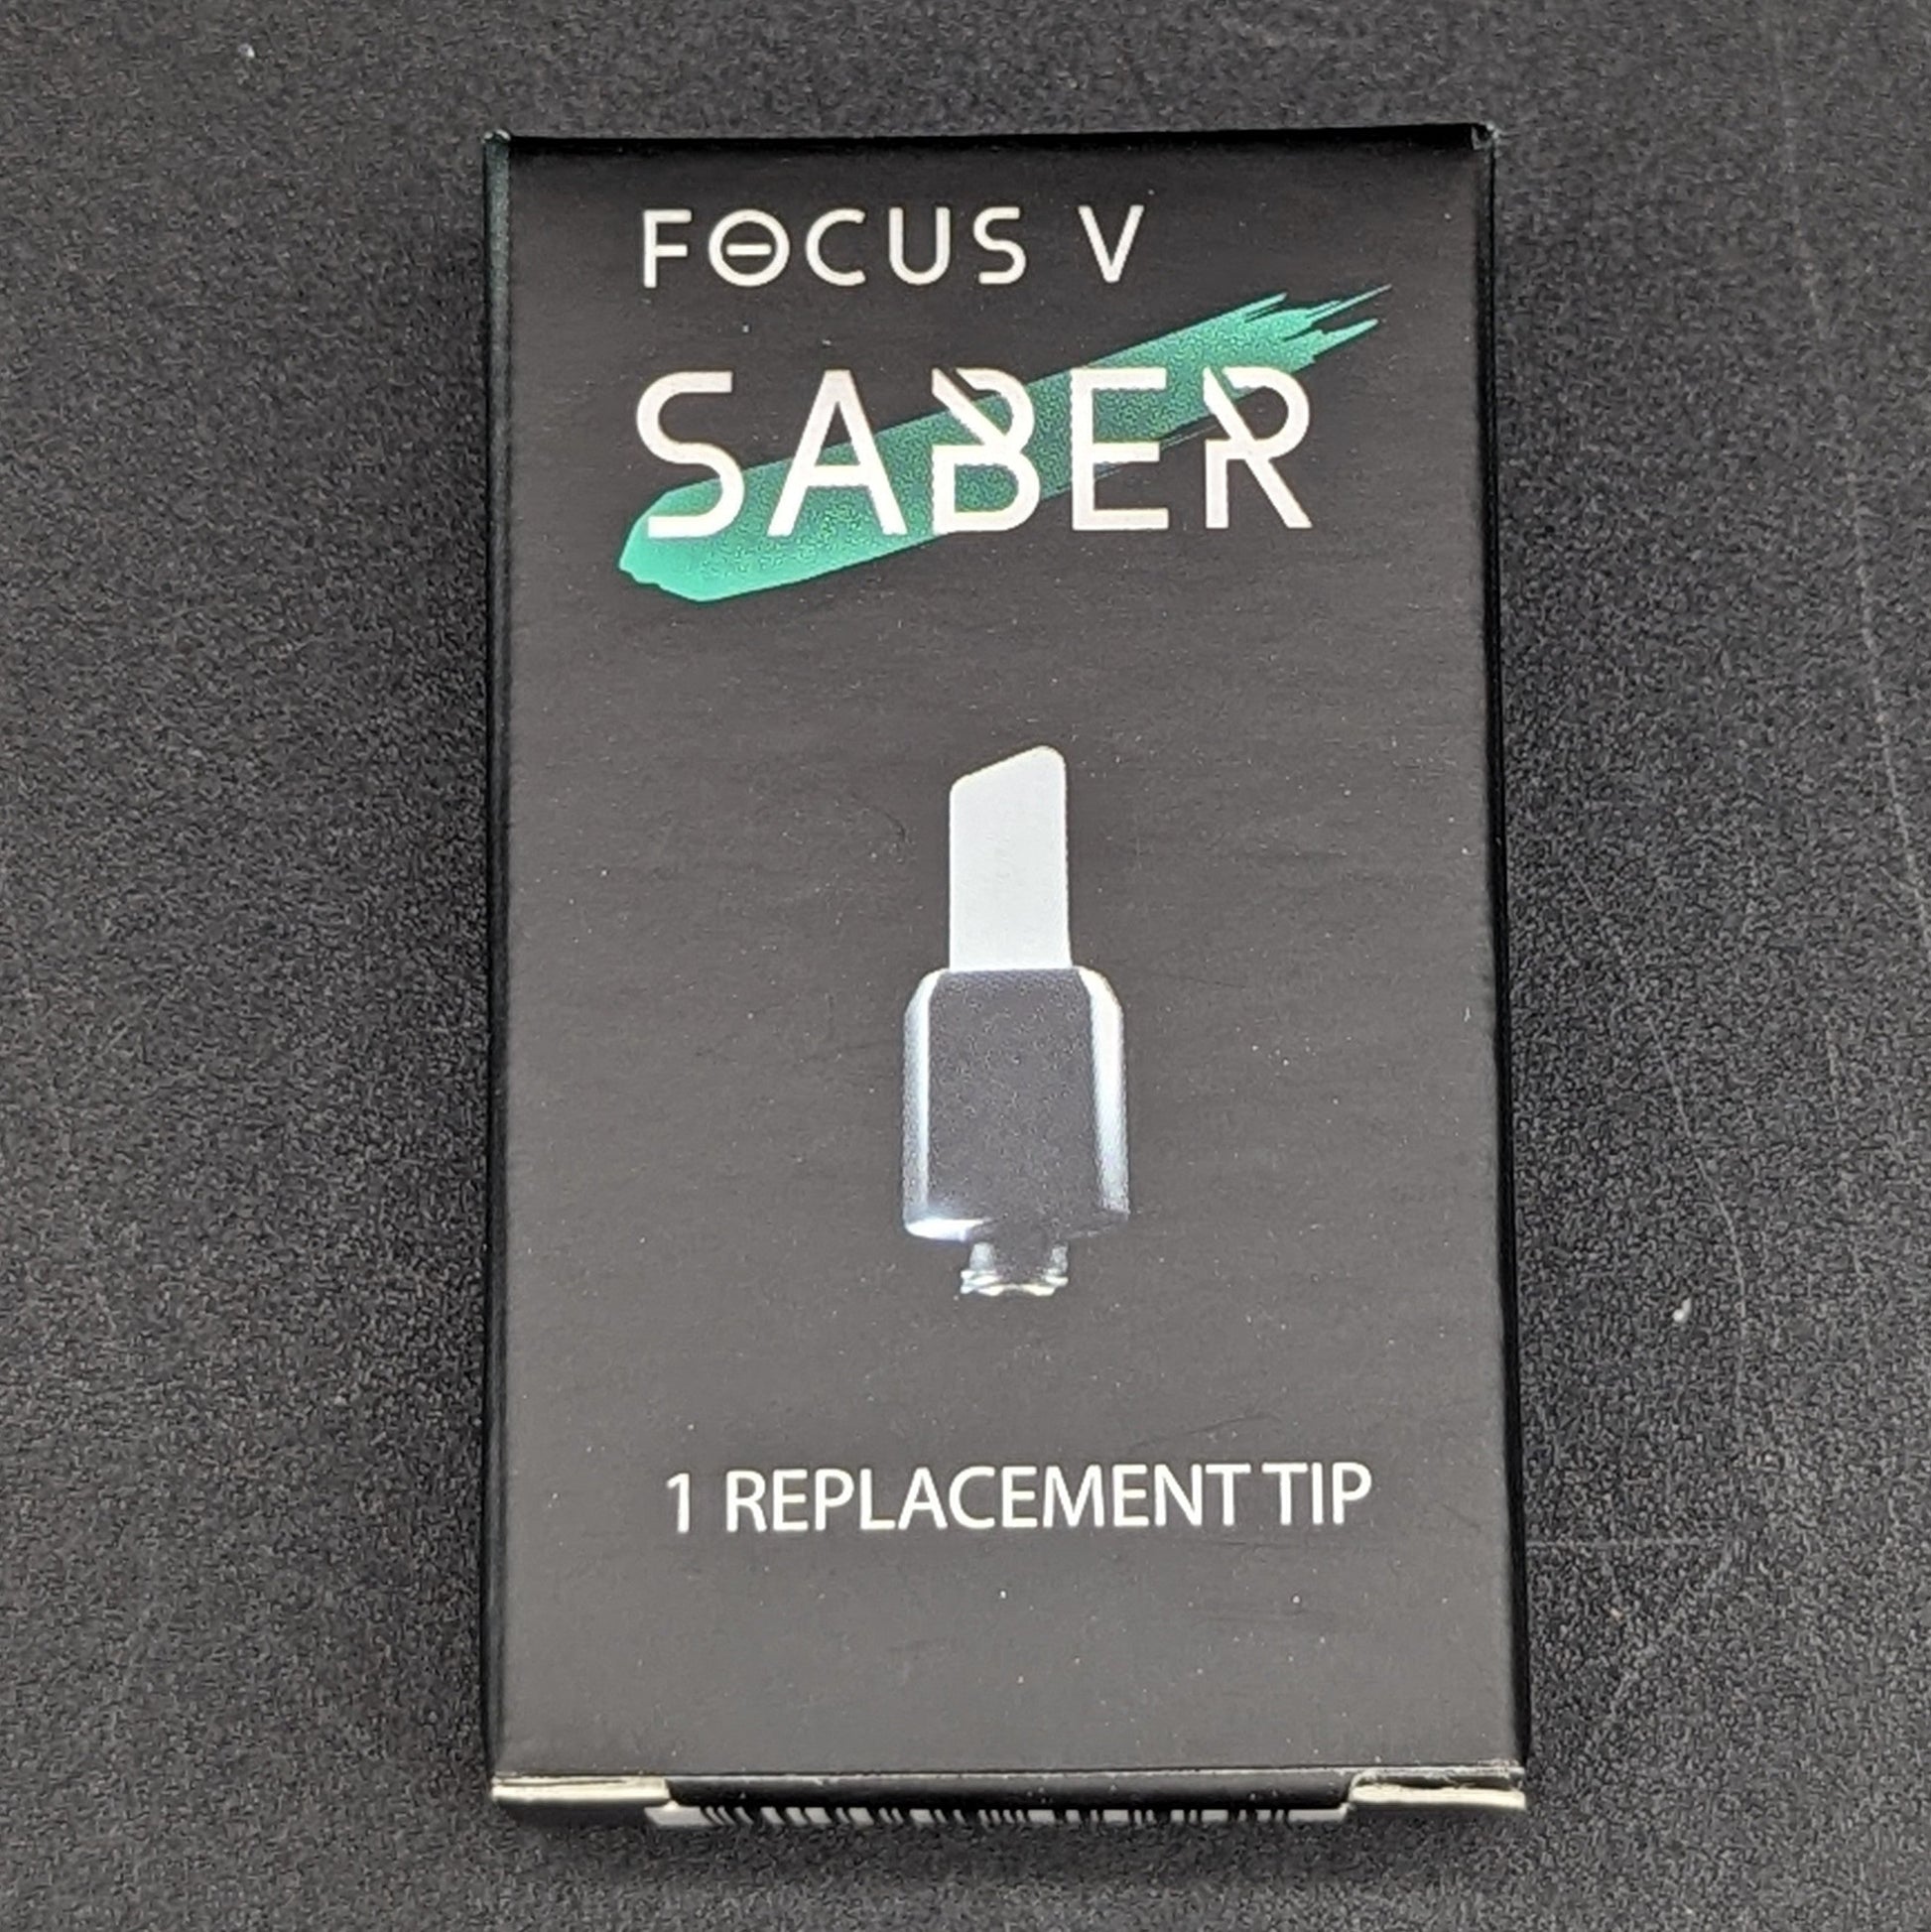 FOCUS V
SABER
1 REPLACEMENT TIP